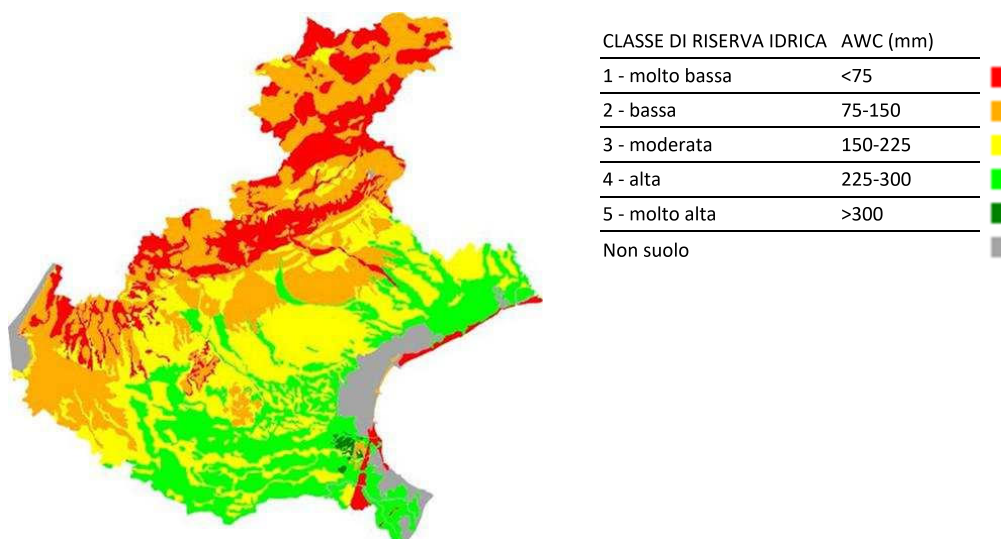 CLASSE DI RISERVA IDRICA AWC (mm)
1 - molto bassa <75
2 - bassa 75-150
3 - moderata 150-225
4 - alta 225-300
5 - molto alta >300
Non suolo